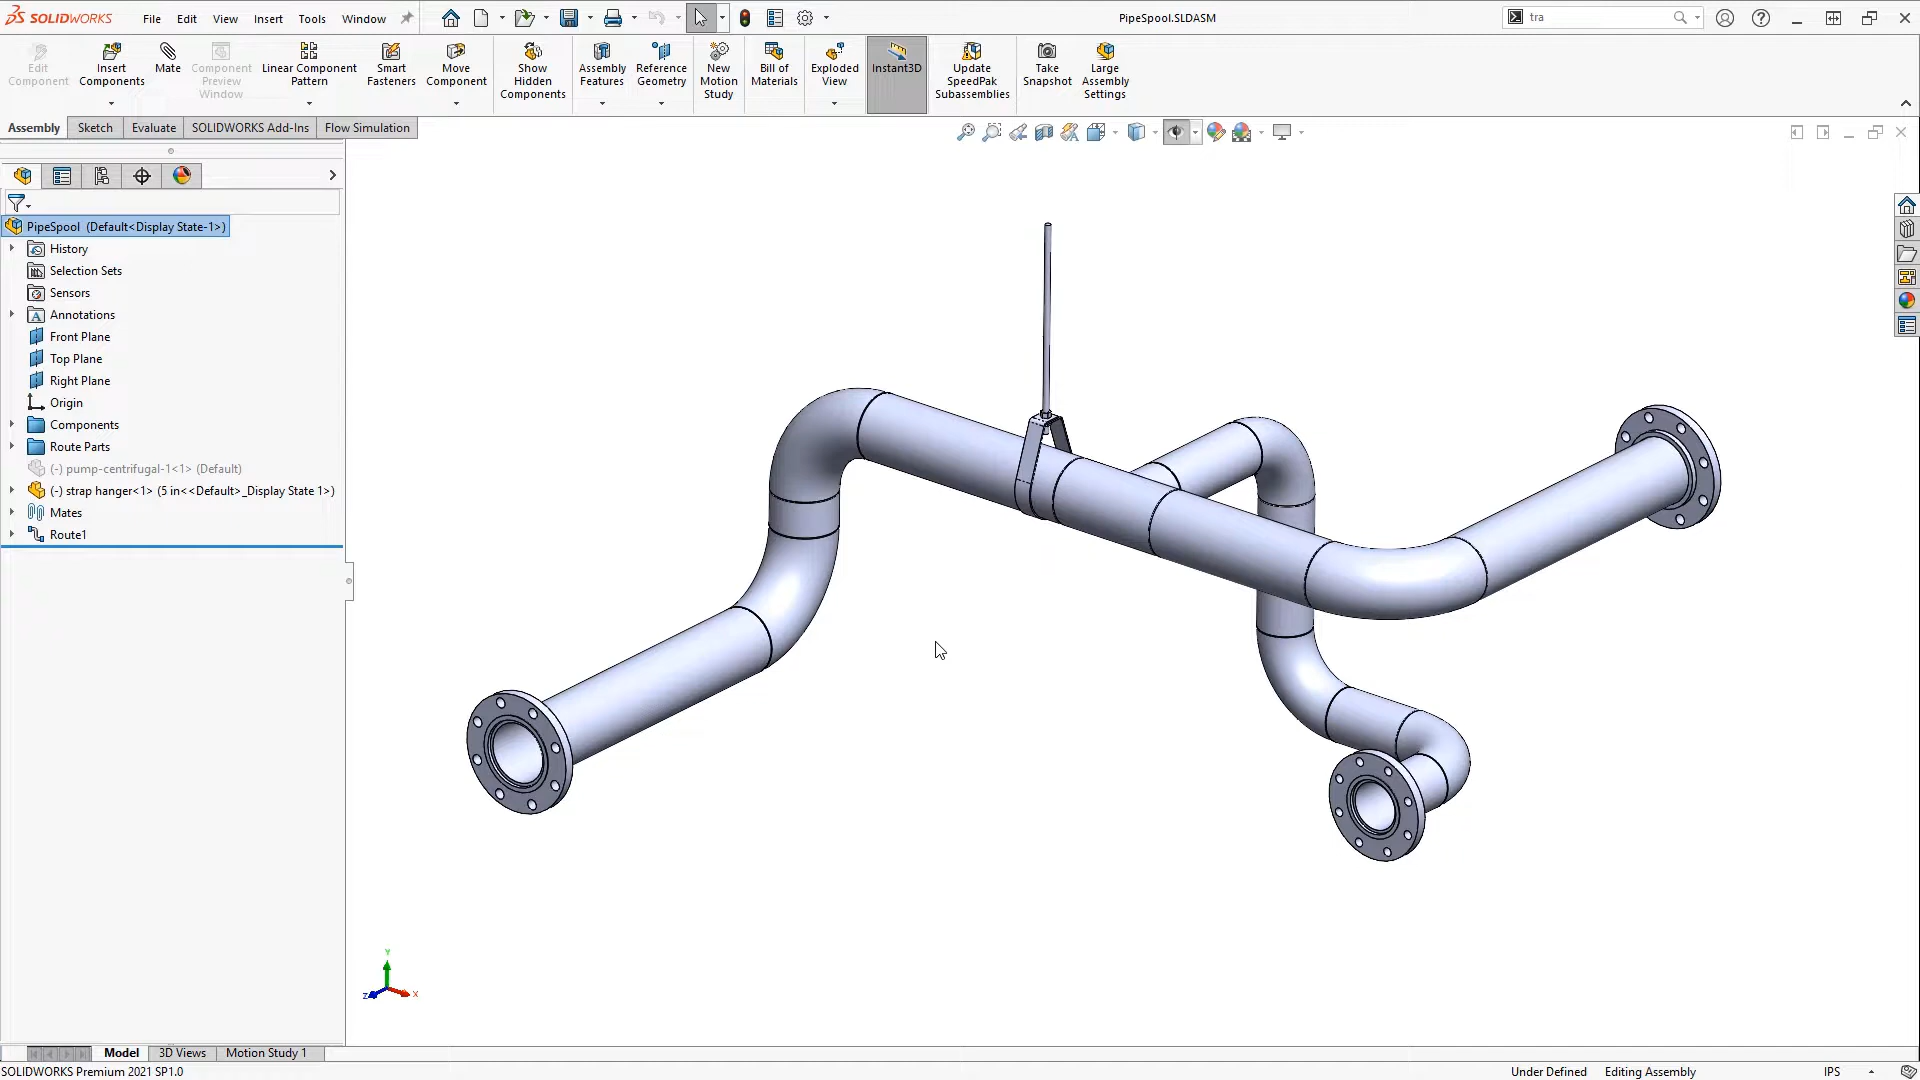 SOLIDWORKS File Edit View Insert Tools Window PipeSpool.SLDASM tra
Edit Component
Insert Components
Mate
Component Preview Window
Linear Component Pattern
Smart Fasteners
Move Component
Show Hidden Components
Assembly Features
Reference Geometry
New Motion Study
Bill of Materials
Exploded View
Instant3D
Update SpeedPak Subassemblies
Take Snapshot
Large Assembly Settings
Assembly Sketch Evaluate SOLIDWORKS Add-Ins Flow Simulation
PipeSpool (Default<Display State-1>)
History
Selection Sets
Sensors
Annotations
Front Plane
Top Plane
Right Plane
Origin
Components
Route Parts
(-) pump-centrifugal-1<1> (Default)
(-) strap hanger<1> (5 in<<Default>_Display State 1>)
Mates
Route1
Y
Z X
Model 3D Views Motion Study 1
SOLIDWORKS Premium 2021 SP1.0 Under Defined Editing Assembly IPS